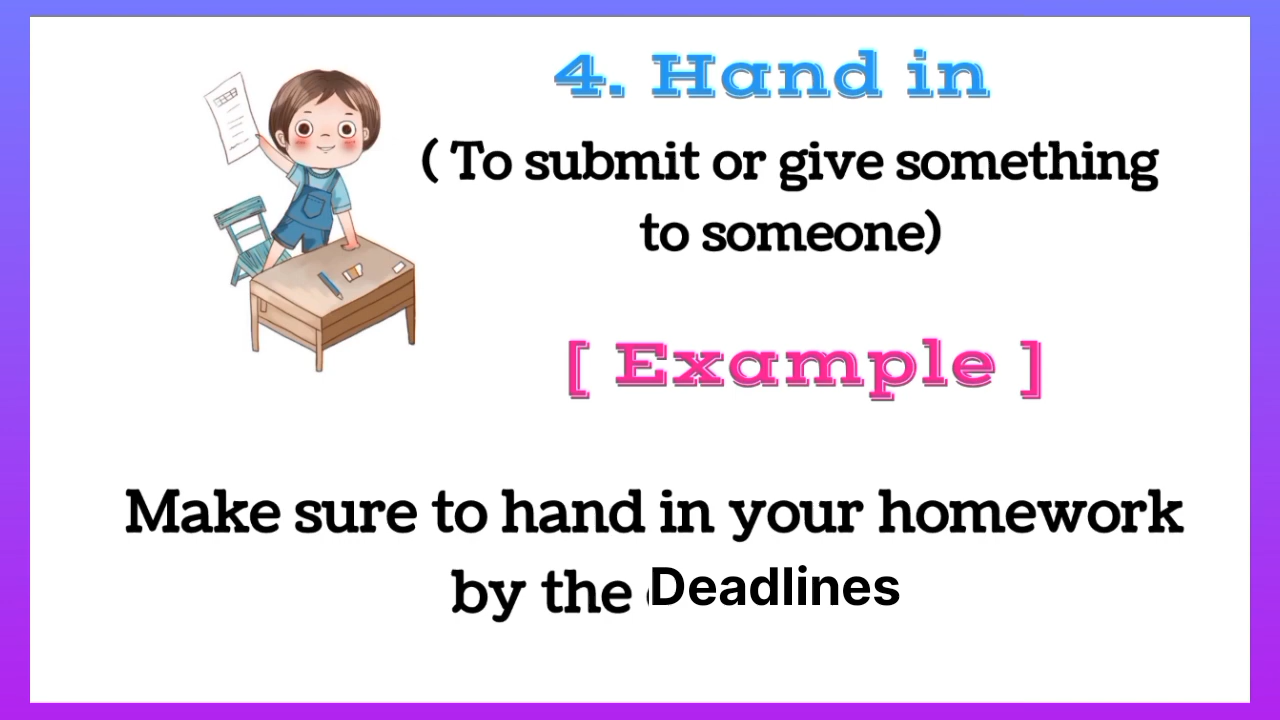 4. Hand in
( To submit or give something
to someone)
[ Example ]
Make sure to hand in your homework
by the Deadlines